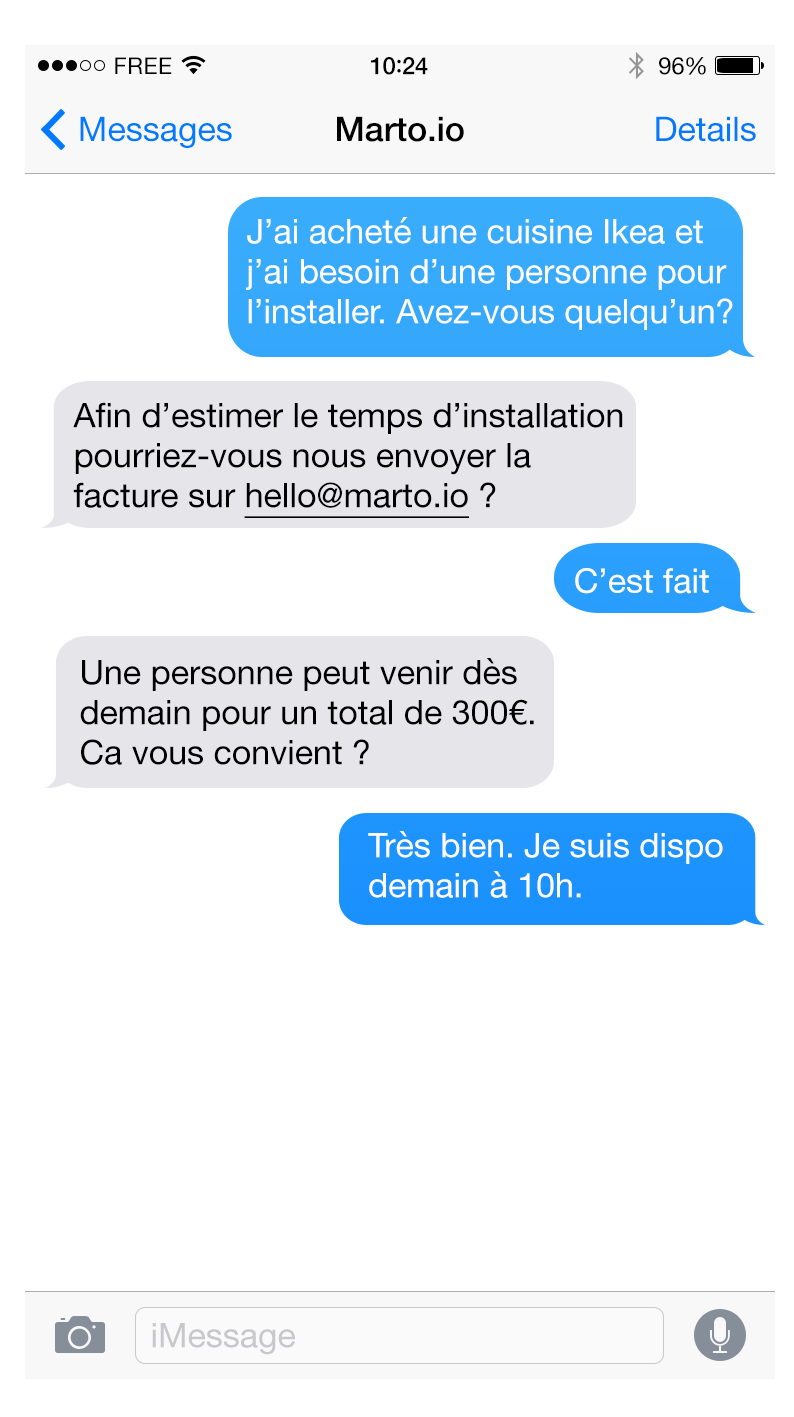 FREE 10:24 96%
Messages Marto.io Details
J’ai acheté une cuisine Ikea et
j’ai besoin d’une personne pour
l’installer. Avez-vous quelqu’un?
Afin d’estimer le temps d’installation
pourriez-vous nous envoyer la
facture sur hello@marto.io ?
C’est fait
Une personne peut venir dès
demain pour un total de 300€.
Ca vous convient ?
Très bien. Je suis dispo
demain à 10h.
iMessage